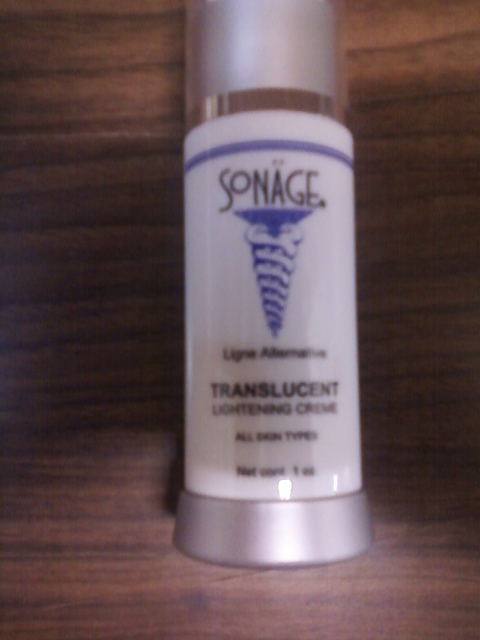 SONÄGE
Ligne Alternative
TRANSLUCENT
LIGHTENING CREME
ALL SKIN TYPES
Net cont. 1 oz.